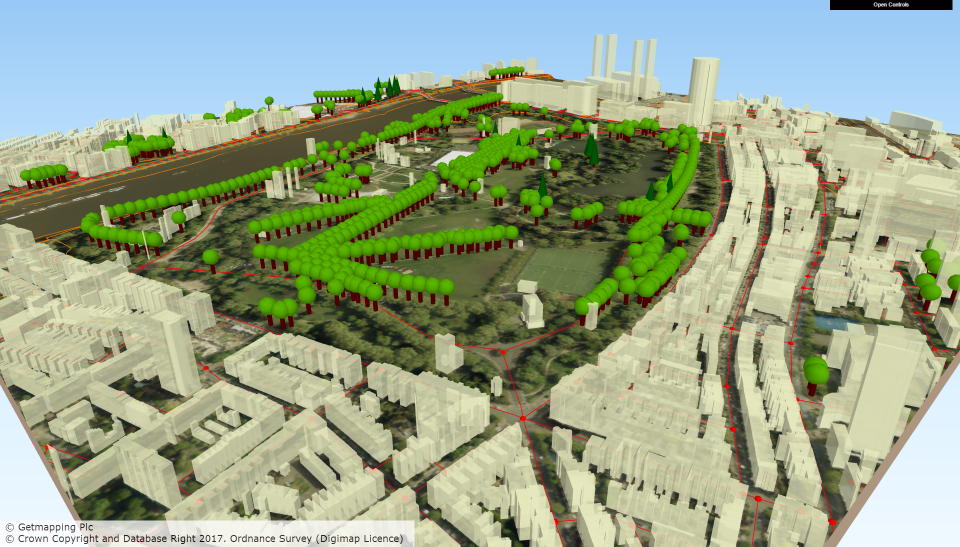 Open Controls
© Getmapping Plc
© Crown Copyright and Database Right 2017. Ordnance Survey (Digimap Licence)